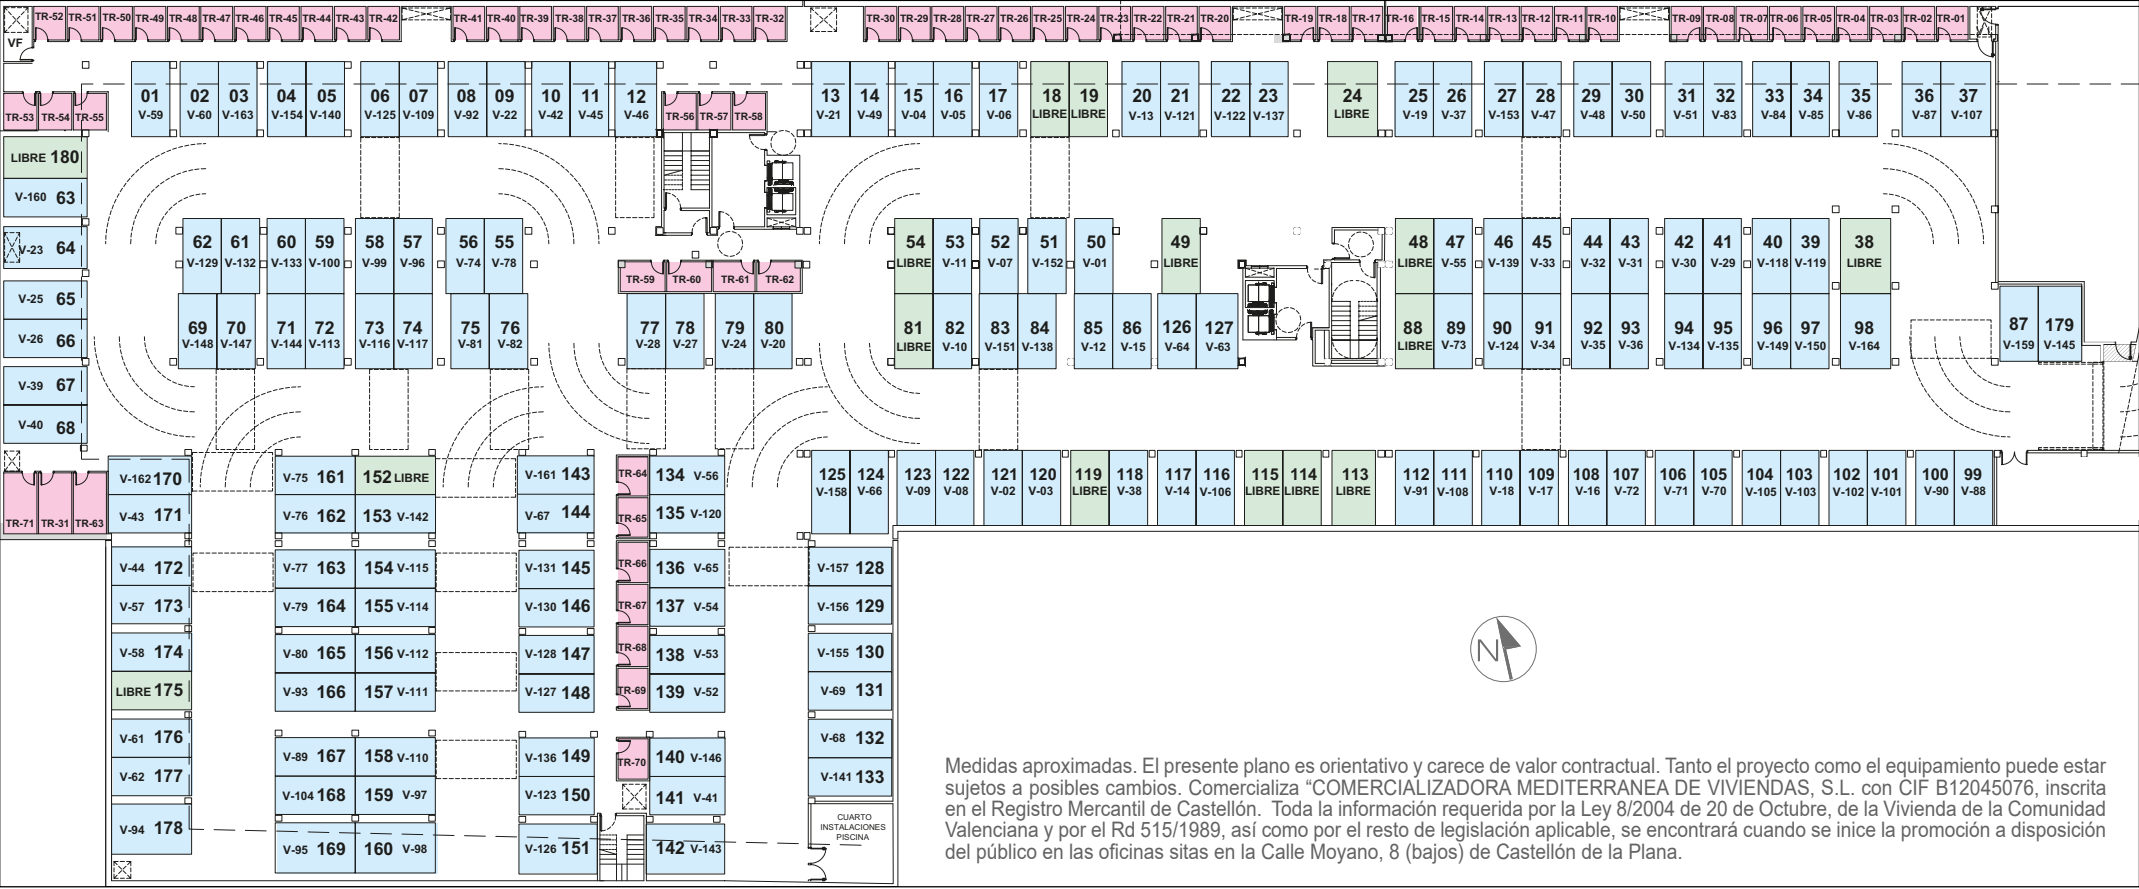 TR-52 TR-51 TR-50 TR-49 TR-48 TR-47 TR-46 TR-45 TR-44 TR-43 TR-42 TR-41 TR-40 TR-39 TR-38 TR-37 TR-36 TR-35 TR-34 TR-33 TR-32 TR-30 TR-29 TR-28 TR-27 TR-26 TR-25 TR-24 TR-23 TR-22 TR-21 TR-20 TR-19 TR-18 TR-17 TR-16 TR-15 TR-14 TR-13 TR-12 TR-11 TR-10 TR-09 TR-08 TR-07 TR-06 TR-05 TR-04 TR-03 TR-02 TR-01
VF
01 02 03 04 05 06 07 08 09 10 11 12 13 14 15 16 17 18 19 20 21 22 23 24 25 26 27 28 29 30 31 32 33 34 35 36 37
V-59 V-60 V-163 V-154 V-140 V-125 V-109 V-92 V-22 V-42 V-45 V-46 V-21 V-49 V-04 V-05 V-06 LIBRE LIBRE V-13 V-121 V-122 V-137 LIBRE V-19 V-37 V-153 V-47 V-48 V-50 V-51 V-83 V-84 V-85 V-86 V-87 V-107
TR-53 TR-54 TR-55 TR-56 TR-57 TR-58
LIBRE 180
V-160 63
V-23 64
V-25 65
V-26 66
V-39 67
V-40 68
62 61 60 59 58 57 56 55 54 53 52 51 50 49 48 47 46 45 44 43 42 41 40 39 38
V-129 V-132 V-133 V-100 V-99 V-96 V-74 V-78 LIBRE V-11 V-07 V-152 V-01 LIBRE LIBRE V-55 V-139 V-33 V-32 V-31 V-30 V-29 V-118 V-119 LIBRE
TR-59 TR-60 TR-61 TR-62
69 70 71 72 73 74 75 76 77 78 79 80 81 82 83 84 85 86 126 127 88 89 90 91 92 93 94 95 96 97 98 87 179
V-148 V-147 V-144 V-113 V-116 V-117 V-81 V-82 V-28 V-27 V-24 V-20 LIBRE V-10 V-151 V-138 V-12 V-15 V-64 V-63 LIBRE V-73 V-124 V-34 V-35 V-36 V-134 V-135 V-149 V-150 V-164 V-159 V-145
125 124 123 122 121 120 119 118 117 116 115 114 113 112 111 110 109 108 107 106 105 104 103 102 101 100 99
V-158 V-66 V-09 V-08 V-02 V-03 LIBRE V-38 V-14 V-106 LIBRE LIBRE LIBRE V-91 V-108 V-18 V-17 V-16 V-72 V-71 V-70 V-105 V-103 V-102 V-101 V-90 V-88
TR-71 TR-31 TR-63
V-162 170 V-75 161 152 LIBRE V-161 143 TR-64 134 V-56
V-43 171 V-76 162 153 V-142 V-67 144 TR-65 135 V-120
V-44 172 V-77 163 154 V-115 V-131 145 TR-66 136 V-65 V-157 128
V-57 173 V-79 164 155 V-114 V-130 146 TR-67 137 V-54 V-156 129
V-58 174 V-80 165 156 V-112 V-128 147 TR-68 138 V-53 V-155 130
LIBRE 175 V-93 166 157 V-111 V-127 148 TR-69 139 V-52 V-69 131
V-61 176 V-89 167 158 V-110 V-136 149 TR-70 140 V-146 V-68 132
V-62 177 V-104 168 159 V-97 V-123 150 141 V-41 V-141 133
V-94 178 V-95 169 160 V-98 V-126 151 142 V-143
CUARTO
INSTALACIONES
PISCINA
N
Medidas aproximadas. El presente plano es orientativo y carece de valor contractual. Tanto el proyecto como el equipamiento puede estar
sujetos a posibles cambios. Comercializa “COMERCIALIZADORA MEDITERRANEA DE VIVIENDAS, S.L. con CIF B12045076, inscrita
en el Registro Mercantil de Castellón. Toda la información requerida por la Ley 8/2004 de 20 de Octubre, de la Vivienda de la Comunidad
Valenciana y por el Rd 515/1989, así como por el resto de legislación aplicable, se encontrará cuando se inice la promoción a disposición
del público en las oficinas sitas en la Calle Moyano, 8 (bajos) de Castellón de la Plana.